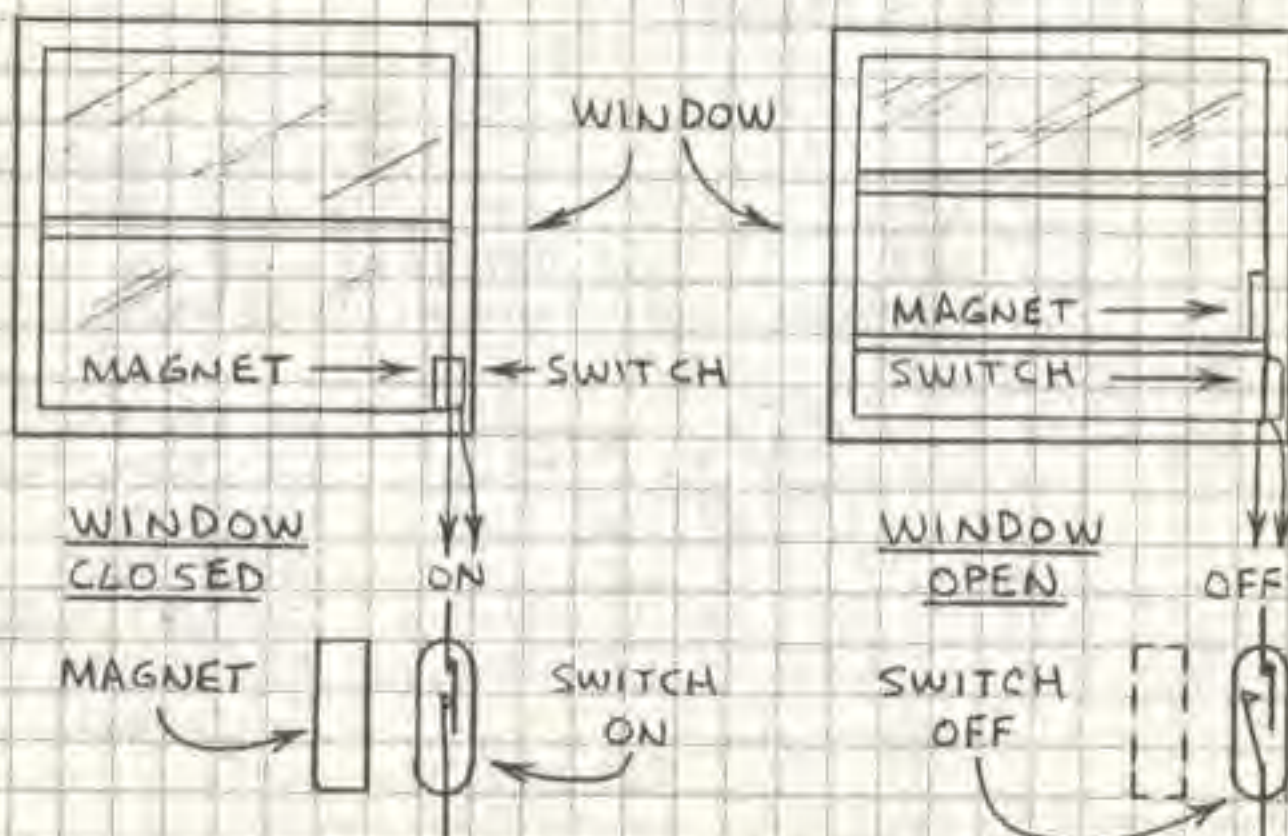 WINDOW
MAGNET
SWITCH
MAGNET
SWITCH
WINDOW
CLOSED
ON
WINDOW
OPEN
OFF
MAGNET
SWITCH
ON
SWITCH
OFF